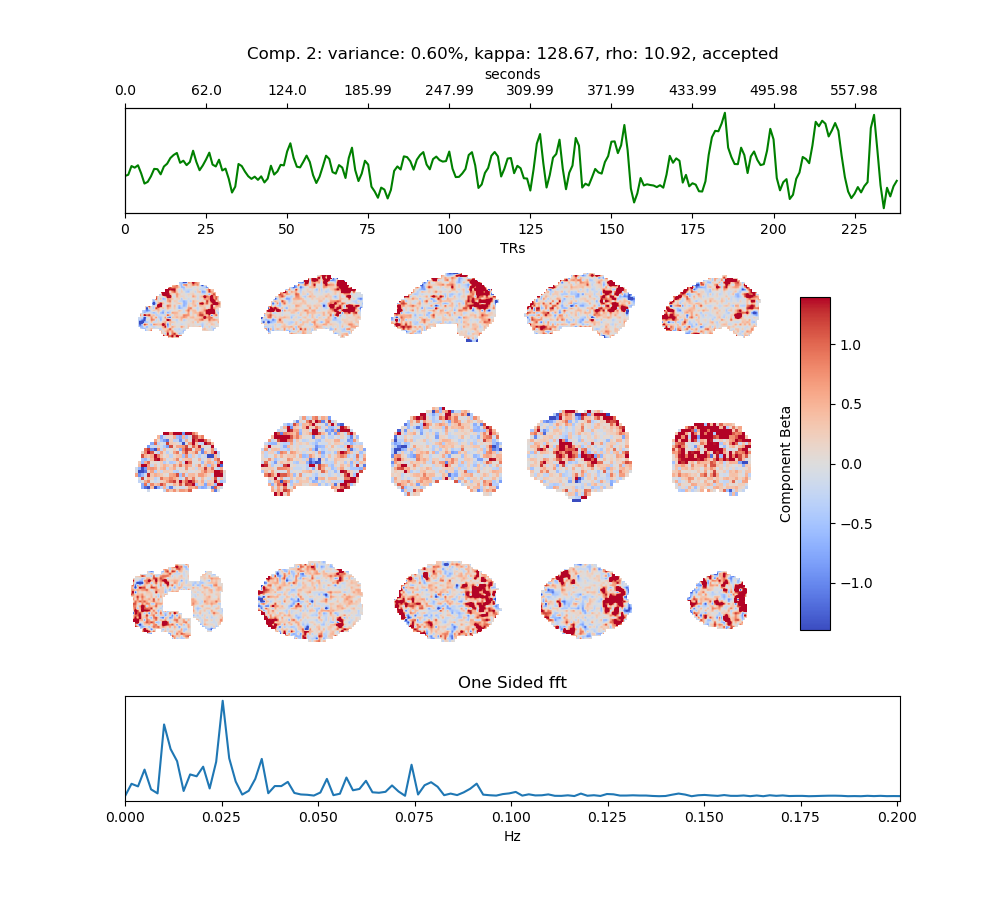 Comp. 2: variance: 0.60%, kappa: 128.67, rho: 10.92, accepted
seconds
0.0 62.0 124.0 185.99 247.99 309.99 371.99 433.99 495.98 557.98
0 25 50 75 100 125 150 175 200 225
TRs
1.0
0.5
0.0
−0.5
−1.0
Component Beta
One Sided fft
0.000 0.025 0.050 0.075 0.100 0.125 0.150 0.175 0.200
Hz